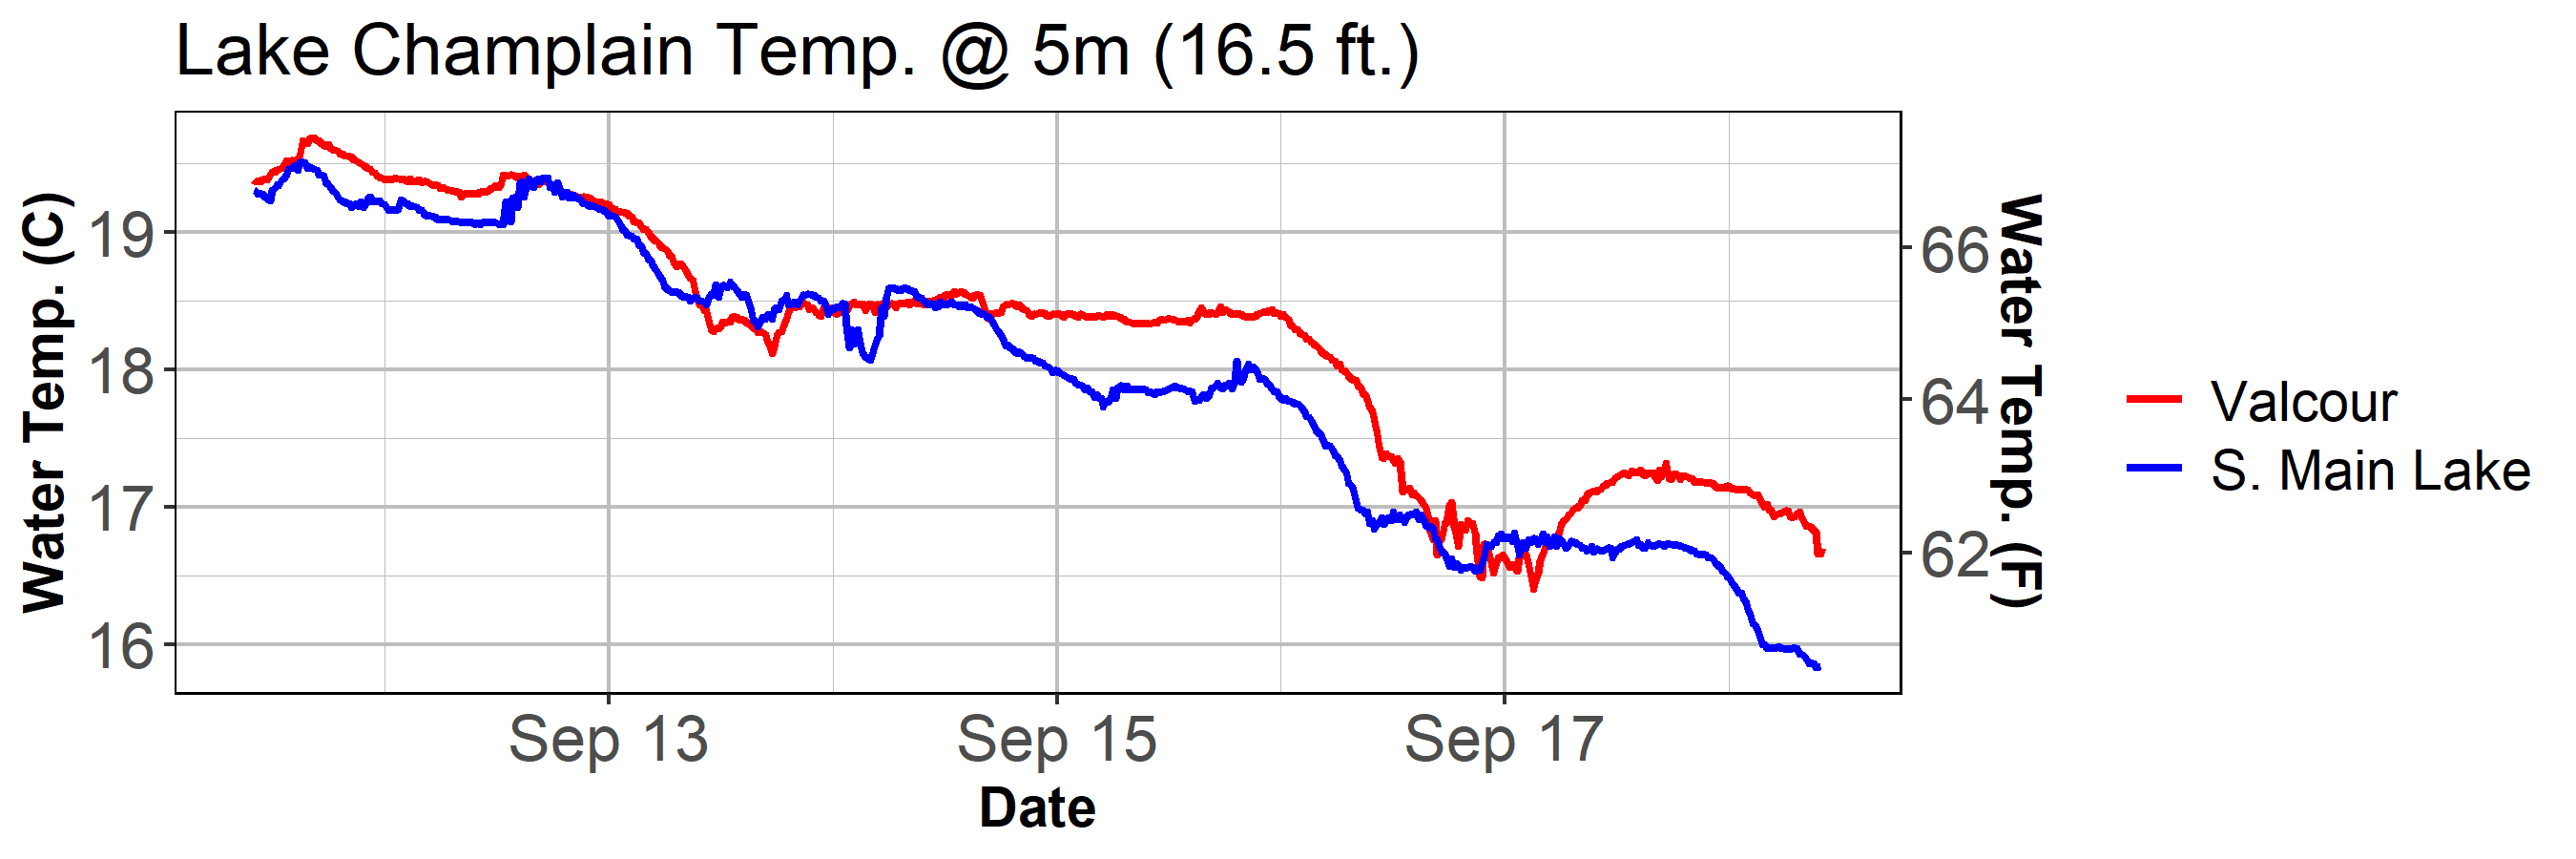 Lake Champlain Temp. @ 5m (16.5 ft.)
Water Temp. (C)
19
18
17
16
66
64
62
Water Temp. (F)
Sep 13
Sep 15
Sep 17
Date
Valcour
S. Main Lake